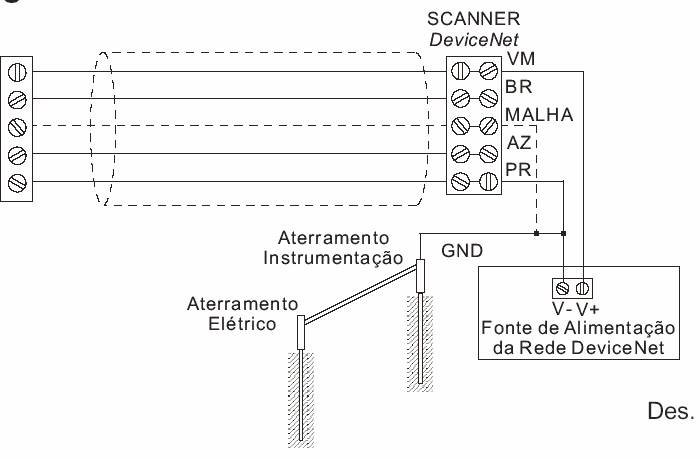 SCANNER
DeviceNet
VM
BR
MALHA
AZ
PR
Aterramento
Instrumentação
GND
Aterramento
Elétrico
V- V+
Fonte de Alimentação
da Rede DeviceNet
Des.